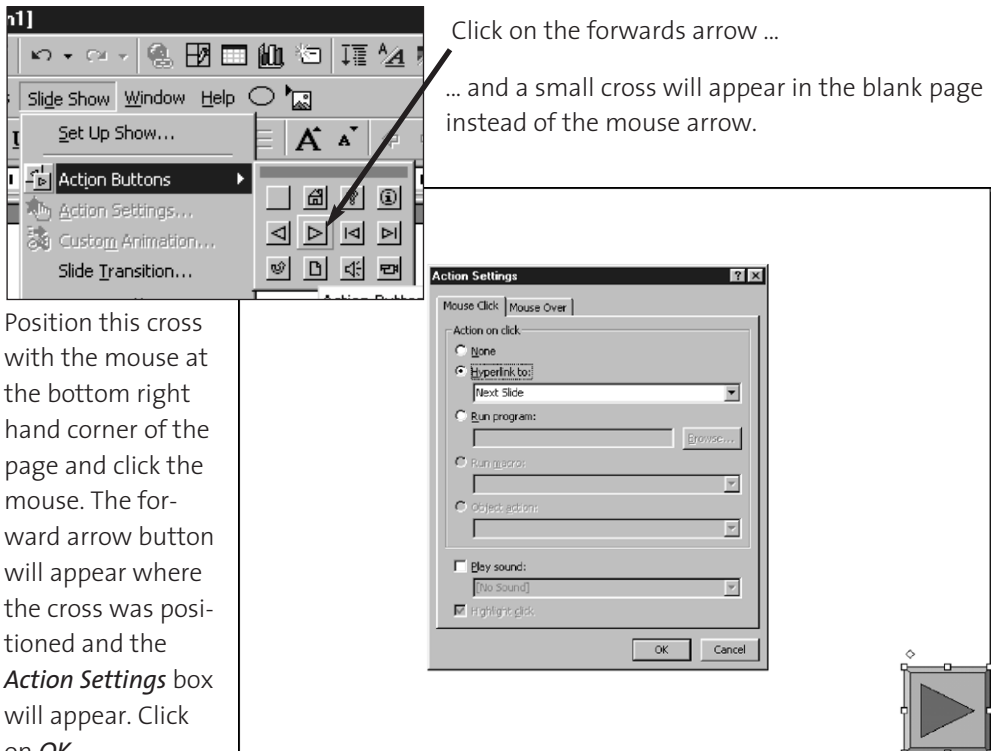 n1]
Click on the forwards arrow ...
... and a small cross will appear in the blank page
instead of the mouse arrow.
Slide Show Window Help
Set Up Show...
Action Buttons
Action Settings...
Custom Animation...
Slide Transition...
Position this cross
with the mouse at
the bottom right
hand corner of the
page and click the
mouse. The for-
ward arrow button
will appear where
the cross was posi-
tioned and the
Action Settings box
will appear. Click
on OK
Action Settings
Mouse Click Mouse Over
Action on click
None
Hyperlink to:
Next Slide
Run program:
Browse...
Run macro:
Object action:
Play sound:
[No Sound]
Highlight click
OK Cancel